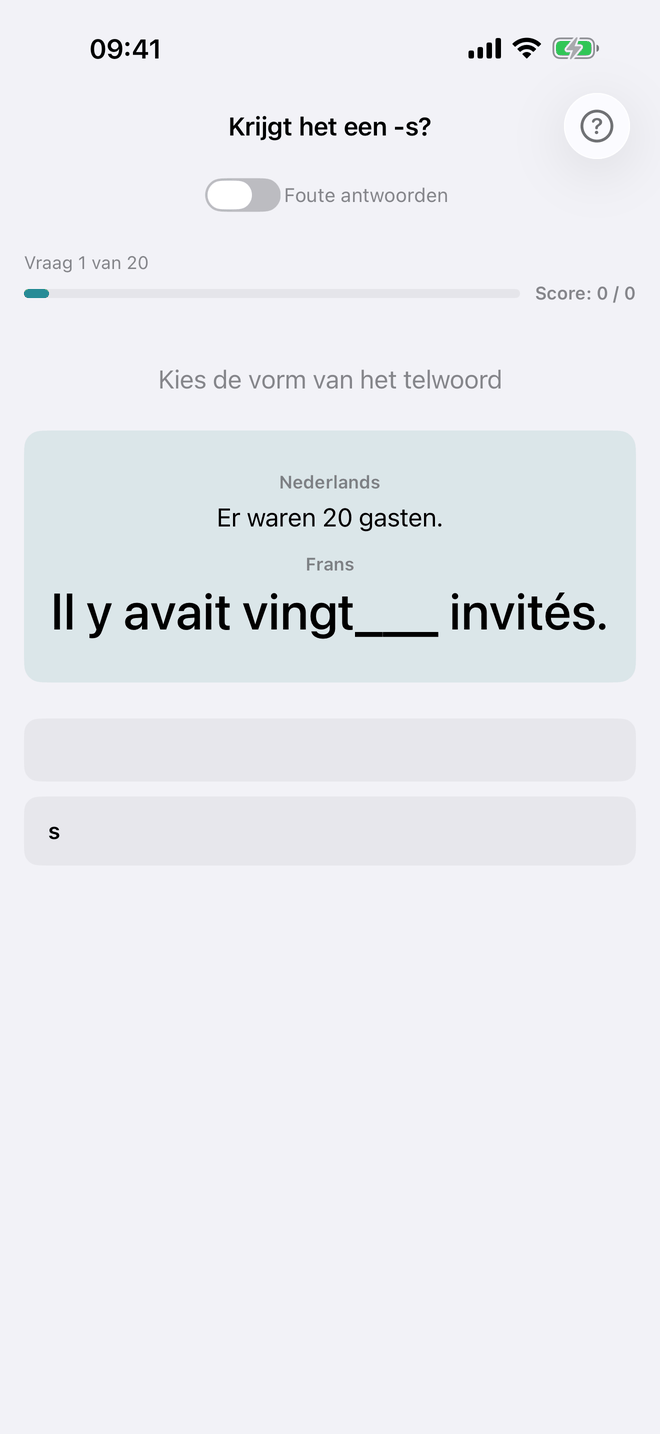 09:41
Krijgt het een -s?
Foute antwoorden
Vraag 1 van 20
Score: 0 / 0
Kies de vorm van het telwoord
Nederlands
Er waren 20 gasten.
Frans
Il y avait vingt___ invités.
s